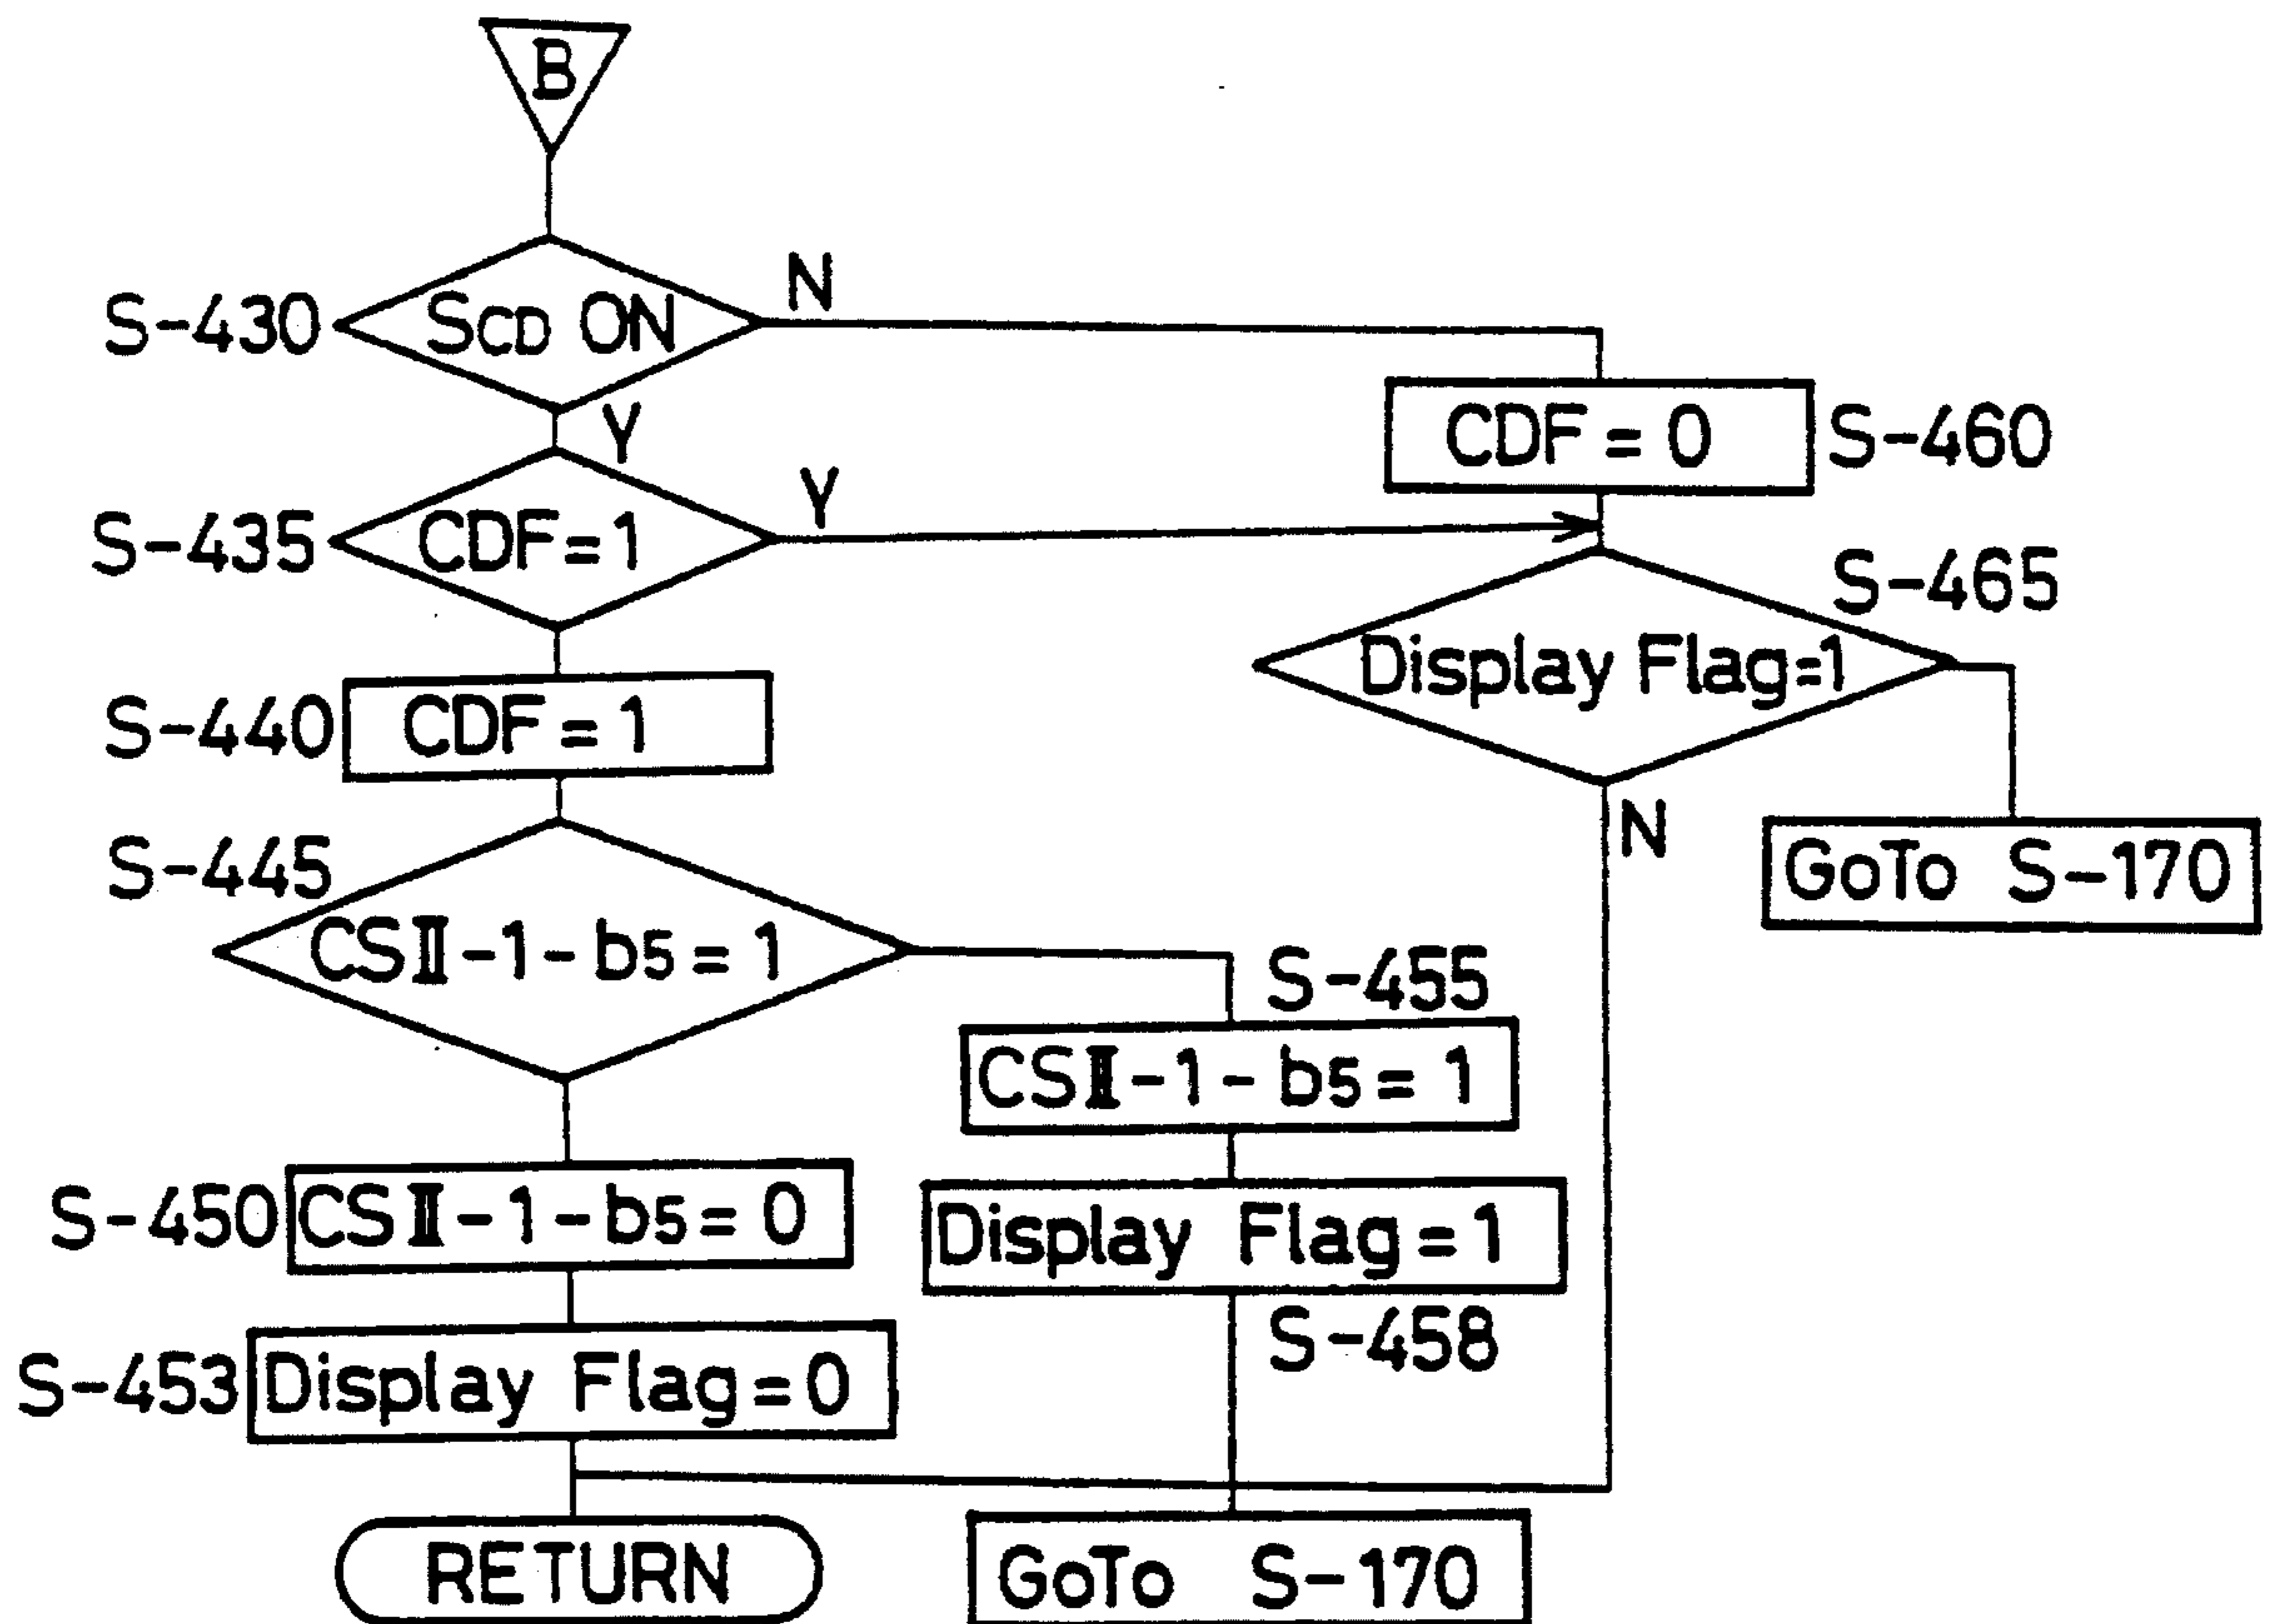 B
S-430
SCD ON
N
Y
CDF = 0
S-460
S-435
CDF=1
Y
S-465
Display Flag=1
S-440
CDF = 1
N
GoTo S-170
S-445
CSⅡ-1-b5 = 1
S-455
CSⅡ-1-b5 = 1
S-450
CSⅡ-1-b5 = 0
Display Flag = 1
S-458
S-453
Display Flag = 0
RETURN
GoTo S-170